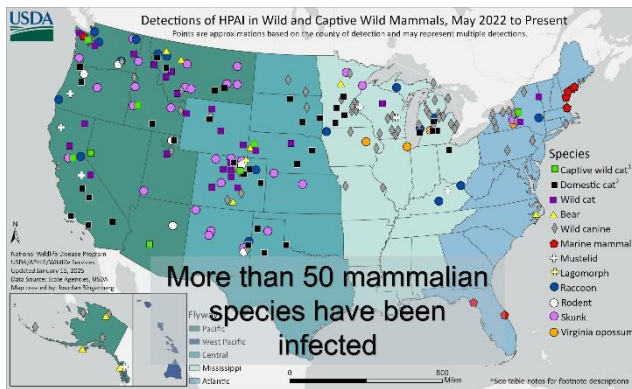 USDA
Detections of HPAI in Wild and Captive Wild Mammals, May 2022 to Present
Points are approximations based on the county of detection and may represent multiple detections.
Species
Captive wild cat¹
Domestic cat²
Wild cat
Bear
Wild canine
Marine mammal
Mustelid
Lagomorph
Raccoon
Rodent
Skunk
Virginia opossum
N
National Wildlife Disease Program
USDA/APHIS/Wildlife Services
Updated January 15, 2025
Data Source: State Agencies, USDA
More than 50 mammalian
species have been
infected
Pacific
West Pacific
Central
Mississippi
Atlantic
0
800
Miles
*See table notes for footnote descriptions